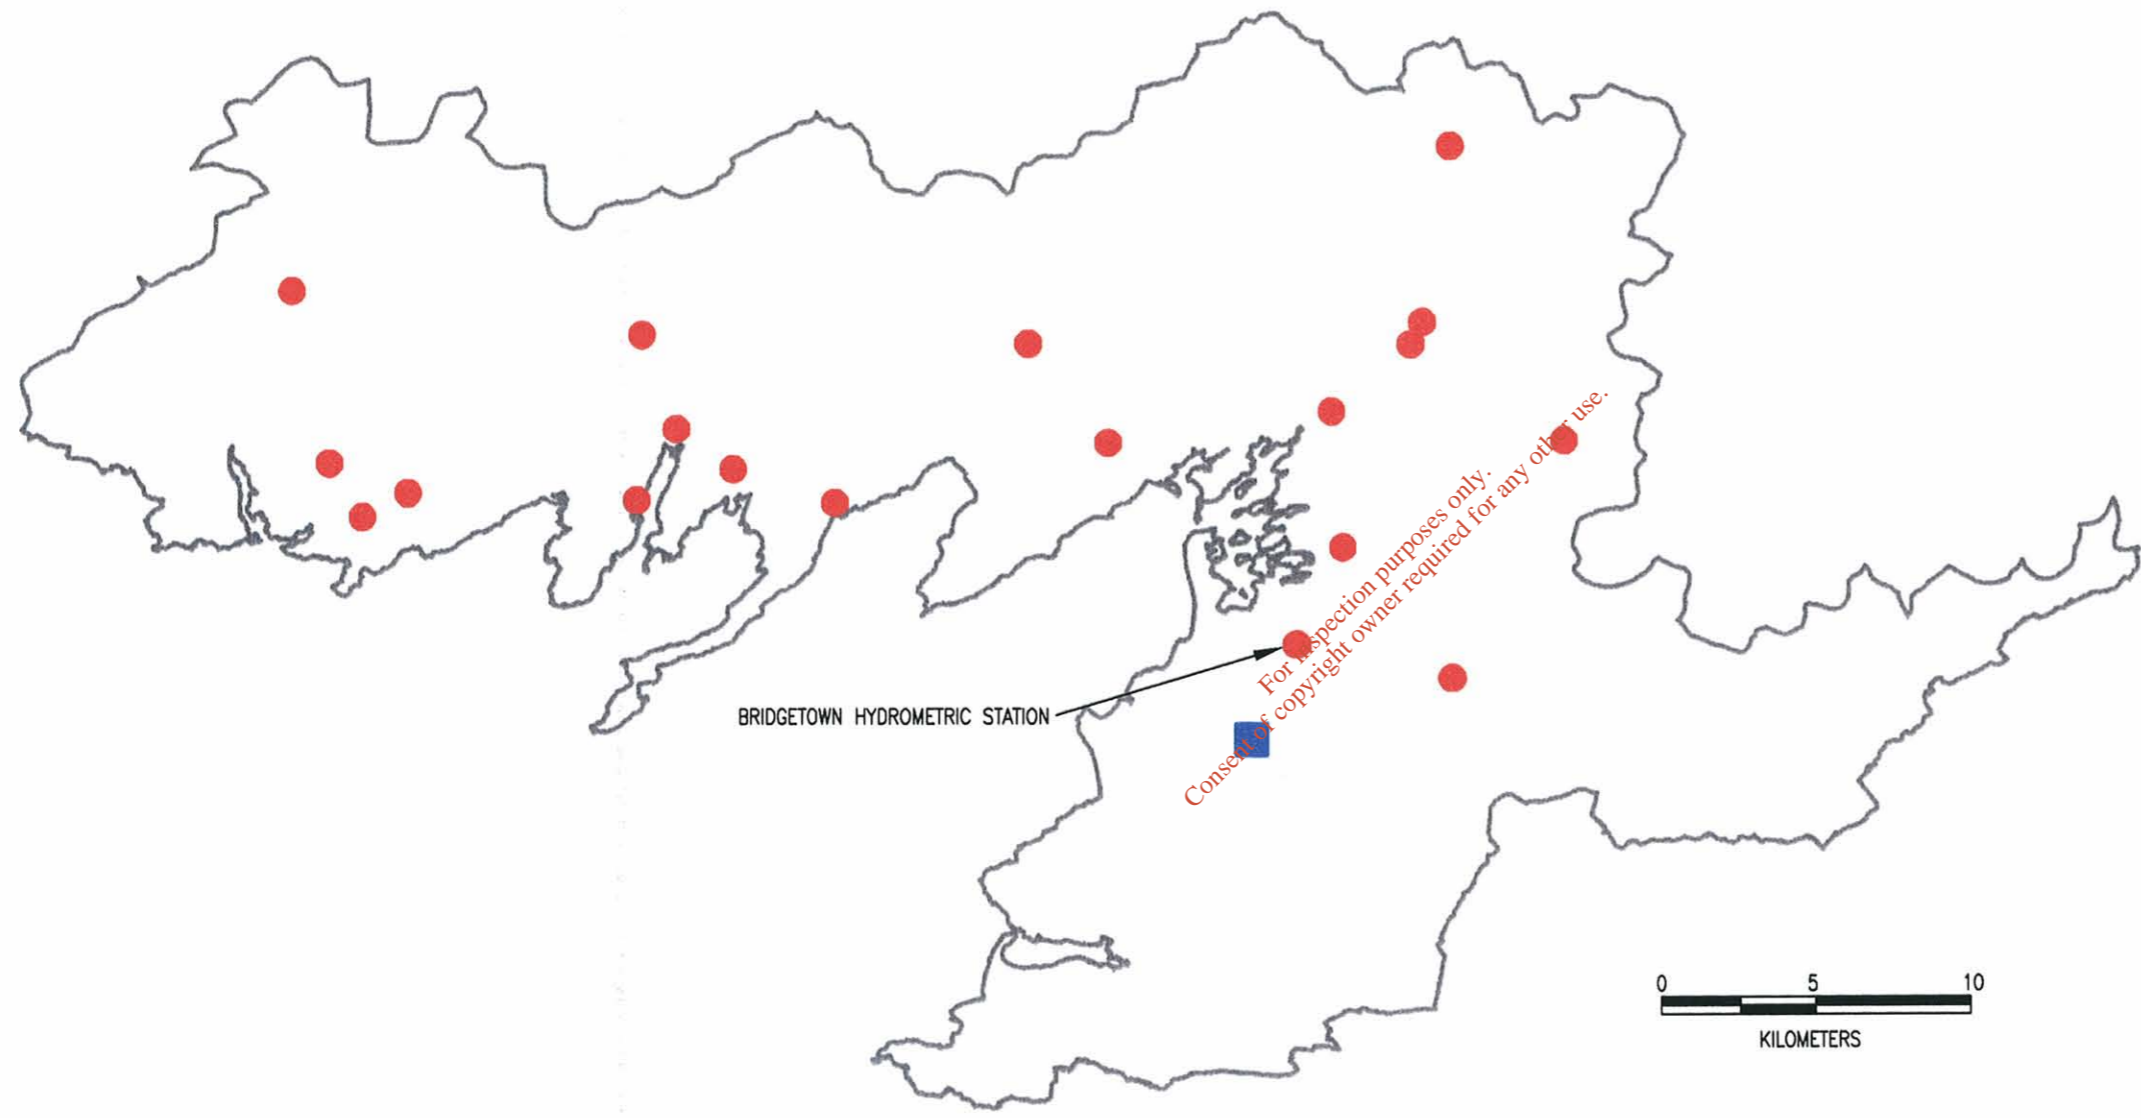 For inspection purposes only.
Consent of copyright owner required for any other use.
BRIDGETOWN HYDROMETRIC STATION
0 5 10
KILOMETERS